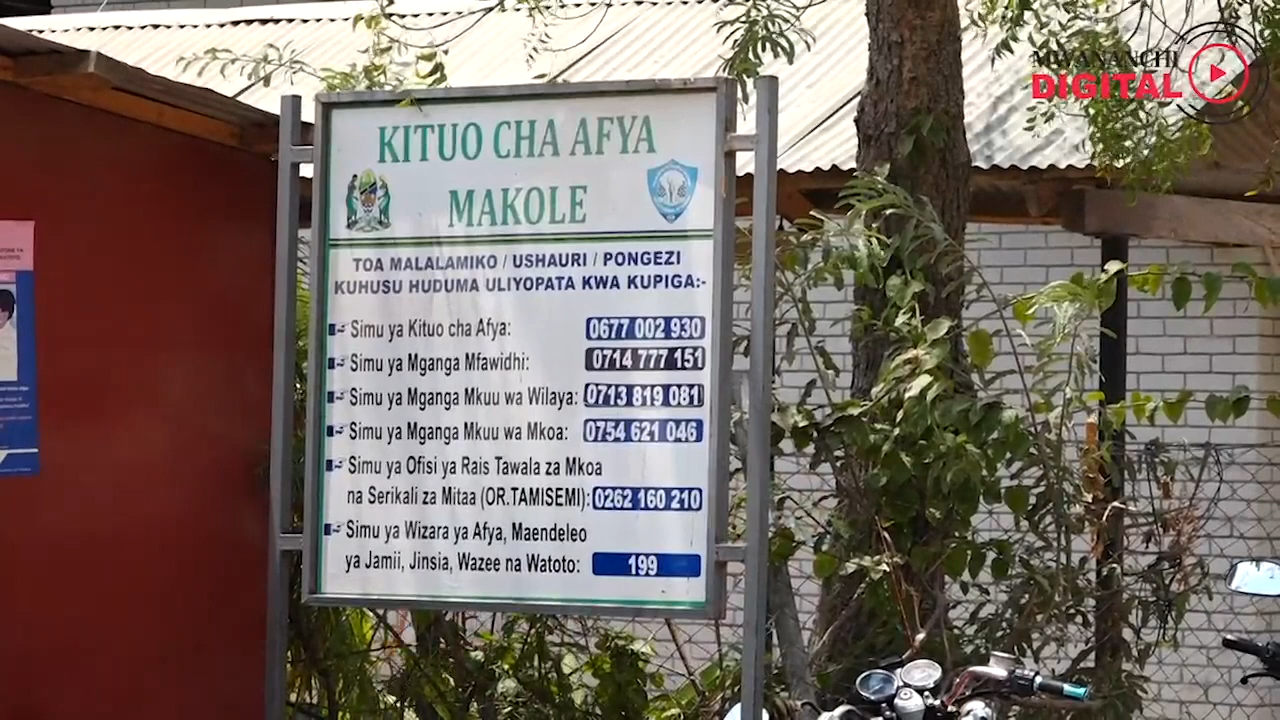 MWANANCHI
DIGITAL
KITUO CHA AFYA
MAKOLE
TOA MALALAMIKO / USHAURI / PONGEZI
KUHUSU HUDUMA ULIYOPATA KWA KUPIGA:-
Simu ya Kituo cha Afya: 0677 002 930
Simu ya Mganga Mfawidhi: 0714 777 151
Simu ya Mganga Mkuu wa Wilaya: 0713 819 081
Simu ya Mganga Mkuu wa Mkoa: 0754 621 046
Simu ya Ofisi ya Rais Tawala za Mkoa
na Serikali za Mitaa (OR.TAMISEMI): 0262 160 210
Simu ya Wizara ya Afya, Maendeleo
ya Jamii, Jinsia, Wazee na Watoto: 199